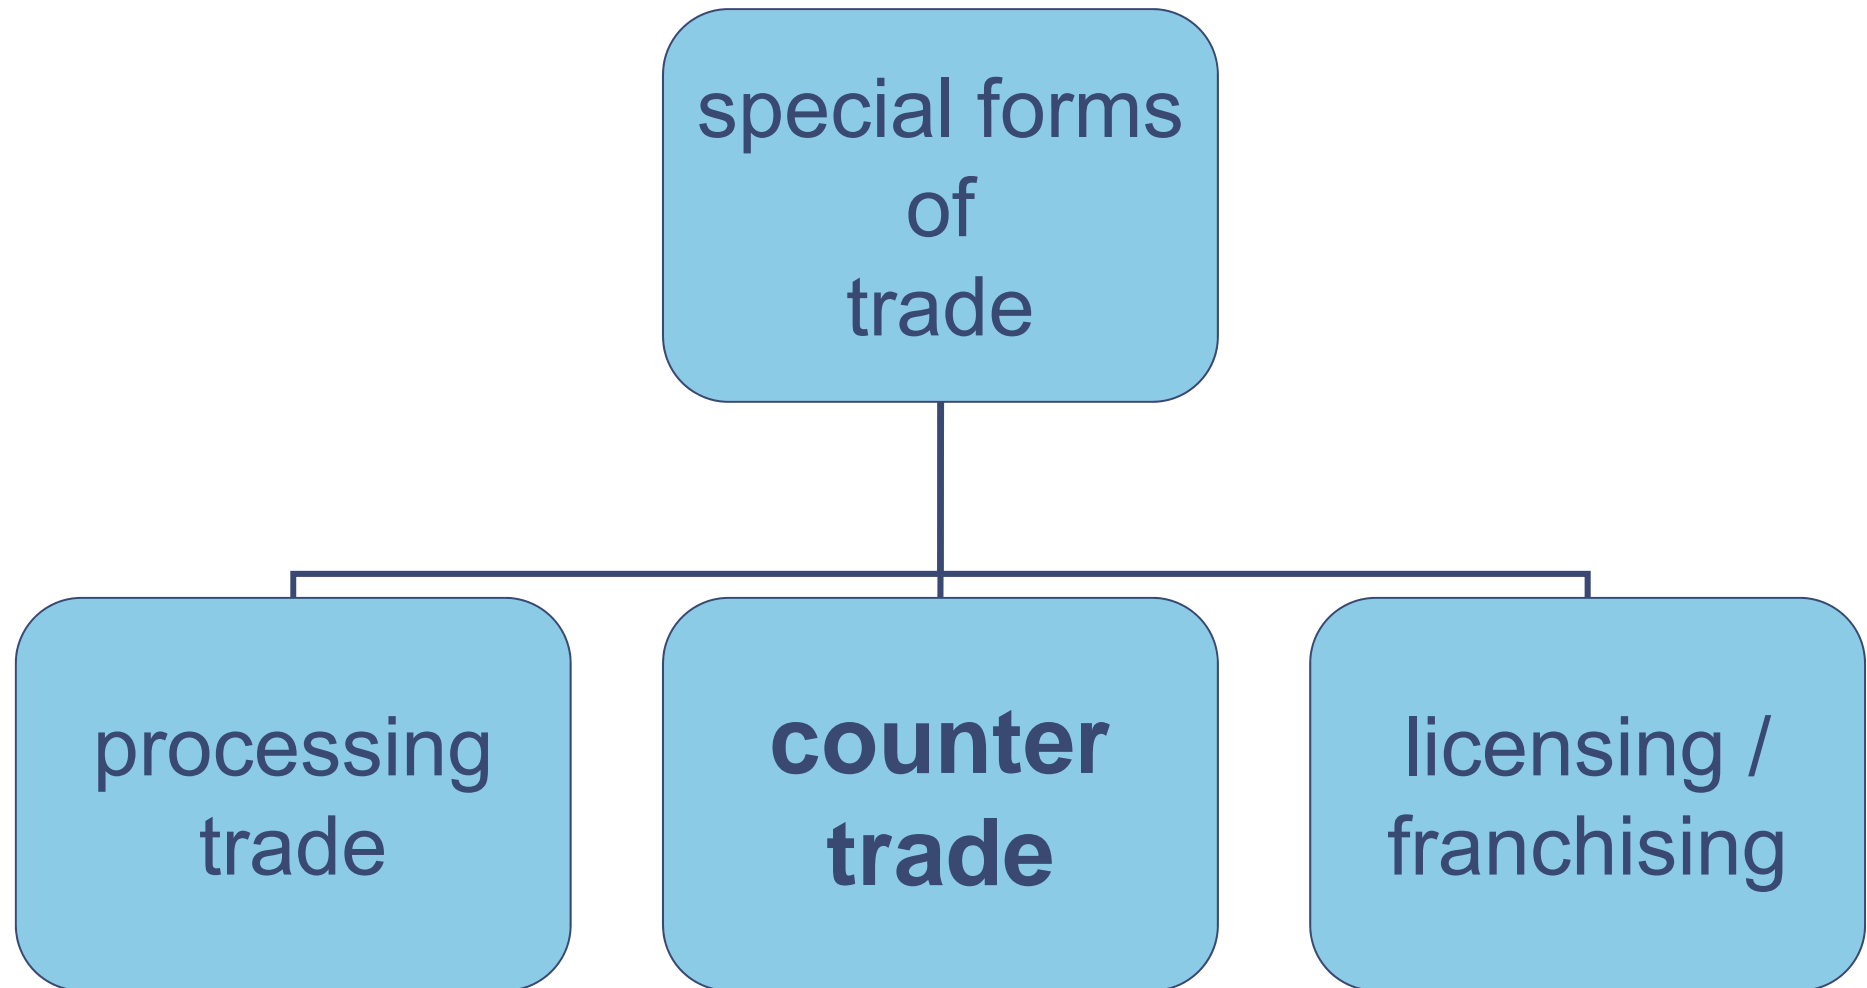 special forms
of
trade
processing
trade
counter
trade
licensing /
franchising